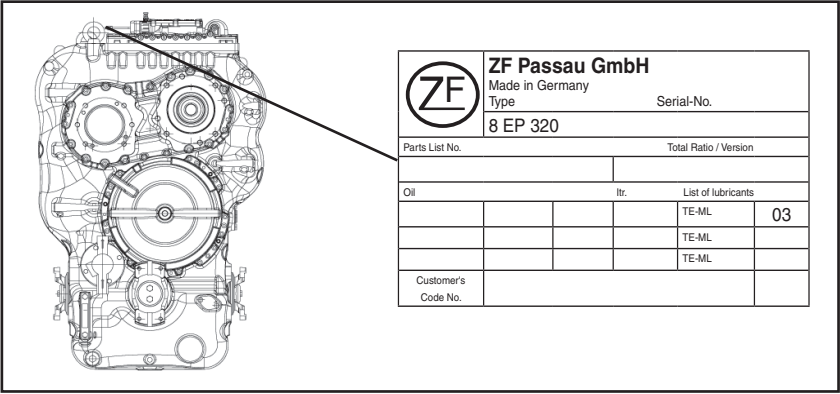 ZF
ZF Passau GmbH
Made in Germany
Type Serial-No.
8 EP 320
Parts List No. Total Ratio / Version
Oil ltr. List of lubricants
TE-ML 03
TE-ML
TE-ML
Customer's
Code No.